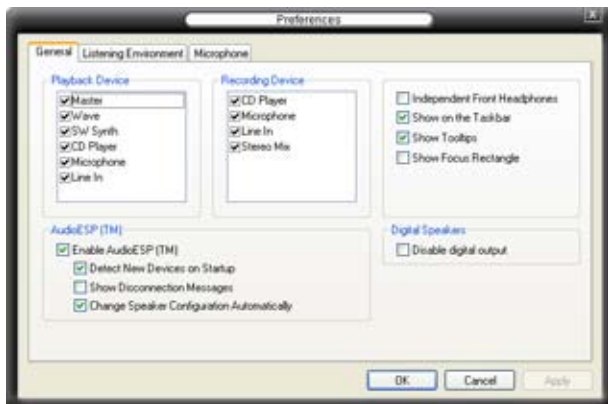 Preferences
General
Listening Environment
Microphone
Playback Device
Master
Wave
SW Synth
CD Player
Microphone
Line In
Recording Device
CD Player
Microphone
Line In
Stereo Mix
Independent Front Headphones
Show on the Taskbar
Show Tooltips
Show Focus Rectangle
AudioESP (TM)
Enable AudioESP (TM)
Detect New Devices on Startup
Show Disconnection Messages
Change Speaker Configuration Automatically
Digital Speakers
Disable digital output
OK
Cancel
Apply